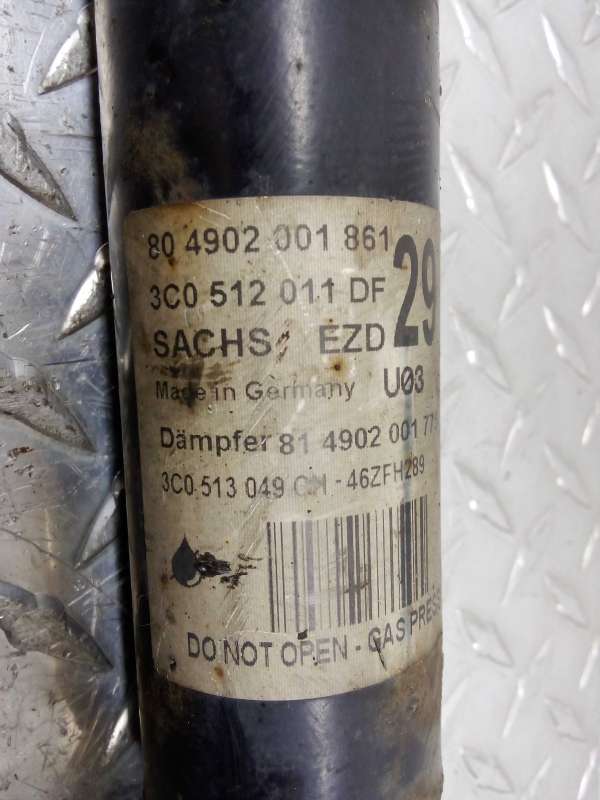 80 4902 001 861
3C0 512 011 DF 29
SACHS EZD
Made in Germany U03
Dämpfer 81 4902 001
3C0 513 049 - 46ZFH289
DO NOT OPEN - GAS